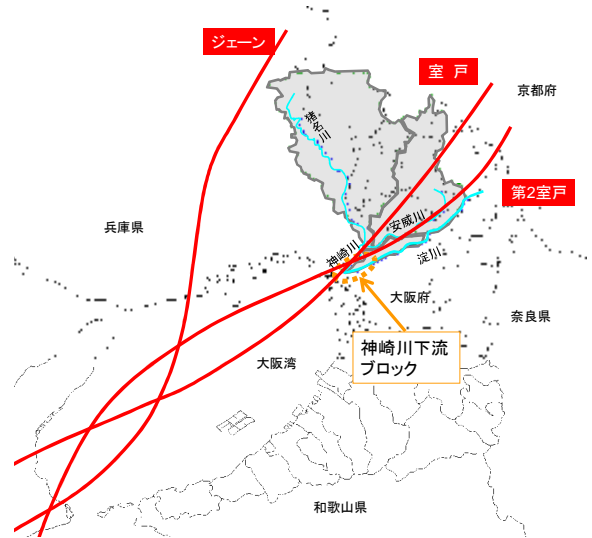 ジェーン
室 戸
京都府
猪名川
第2室戸
兵庫県
安威川
神崎川
淀川
大阪府
奈良県
神崎川下流
ブロック
大阪湾
和歌山県